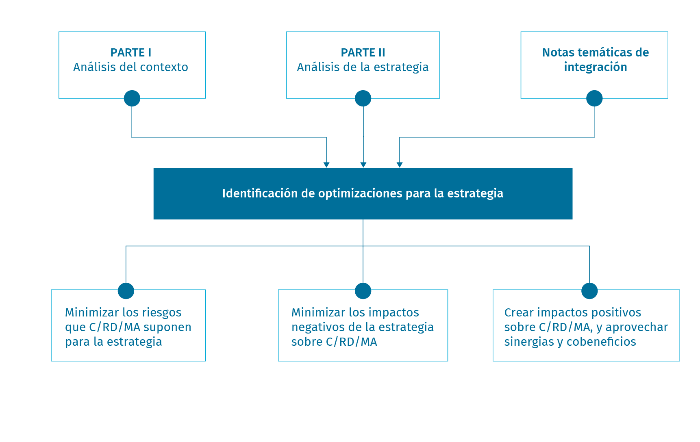 PARTE I
Análisis del contexto
PARTE II
Análisis de la estrategia
Notas temáticas de
integración
Identificación de optimizaciones para la estrategia
Minimizar los riesgos
que C/RD/MA suponen
para la estrategia
Minimizar los impactos
negativos de la estrategia
sobre C/RD/MA
Crear impactos positivos
sobre C/RD/MA, y aprovechar
sinergias y cobeneficios